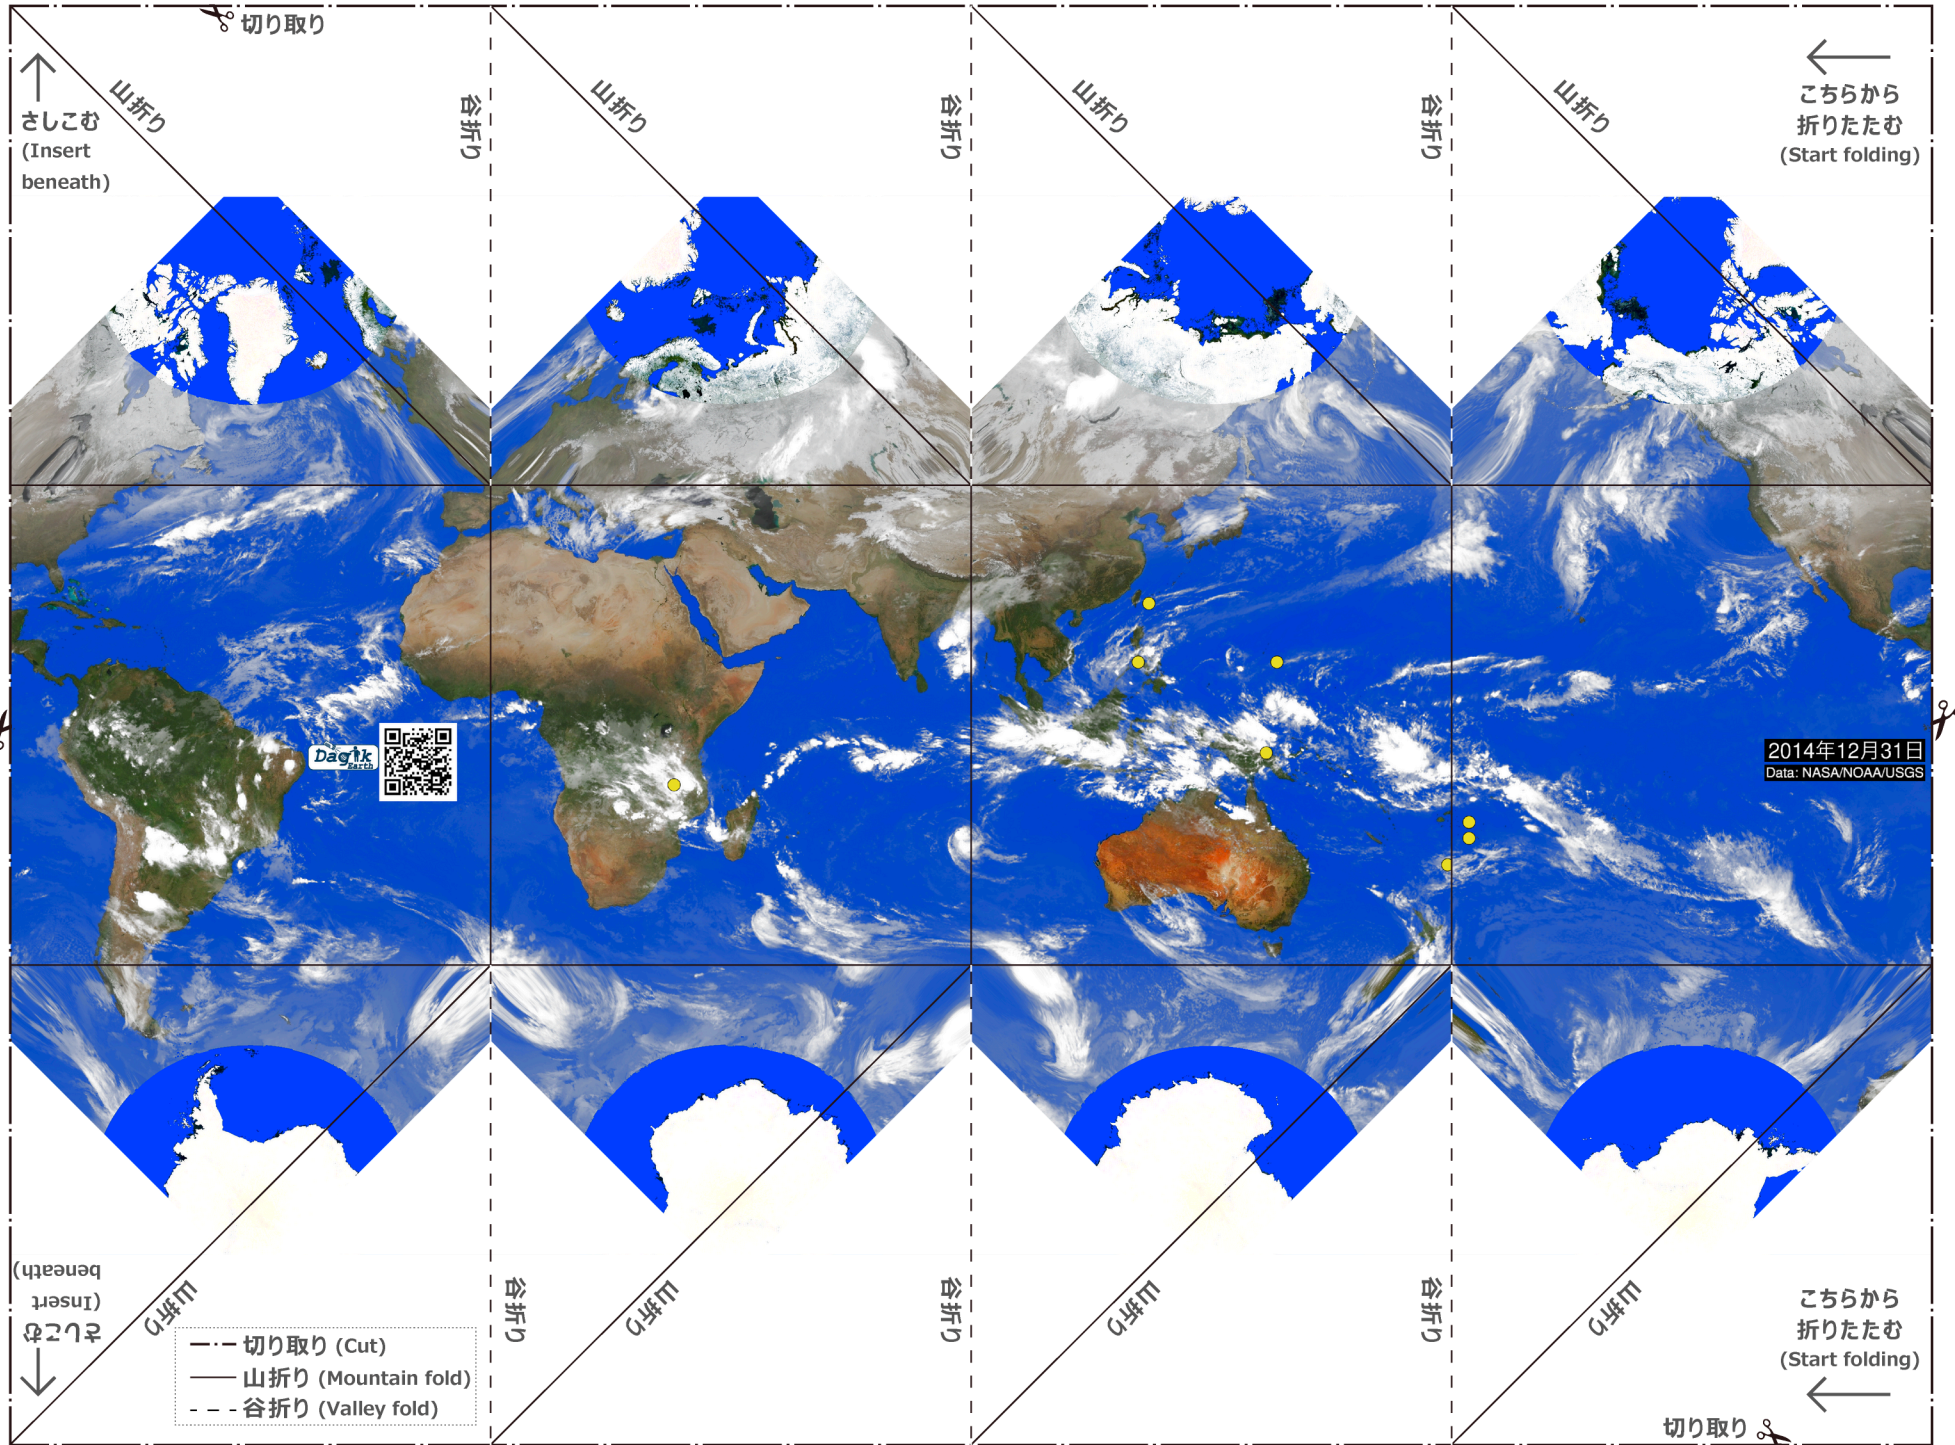 切り取り
山折り
谷折り
山折り
谷折り
山折り
谷折り
山折り
さしこむ
(Insert
beneath)
こちらから
折りたたむ
(Start folding)
Dagik
Earth
2014年12月31日
Data: NASA/NOAA/USGS
さしこむ
(Insert
beneath)
山折り
谷折り
山折り
谷折り
山折り
谷折り
山折り
こちらから
折りたたむ
(Start folding)
切り取り (Cut)
山折り (Mountain fold)
谷折り (Valley fold)
切り取り